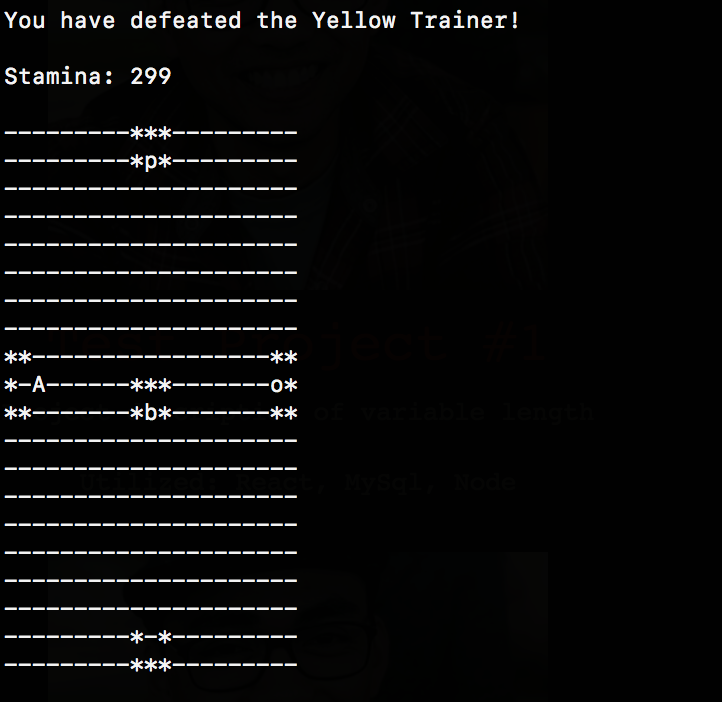 You have defeated the Yellow Trainer!
Stamina: 299
---------***---------
---------*p*---------
---------------------
---------------------
---------------------
---------------------
---------------------
---------------------
**-----------------**
*-A------***-------o*
**-------*b*-------**
---------------------
---------------------
---------------------
---------------------
---------------------
---------------------
---------------------
---------*-*---------
---------***---------
Project #1
of variable length
Utilized: React, MySql, Node